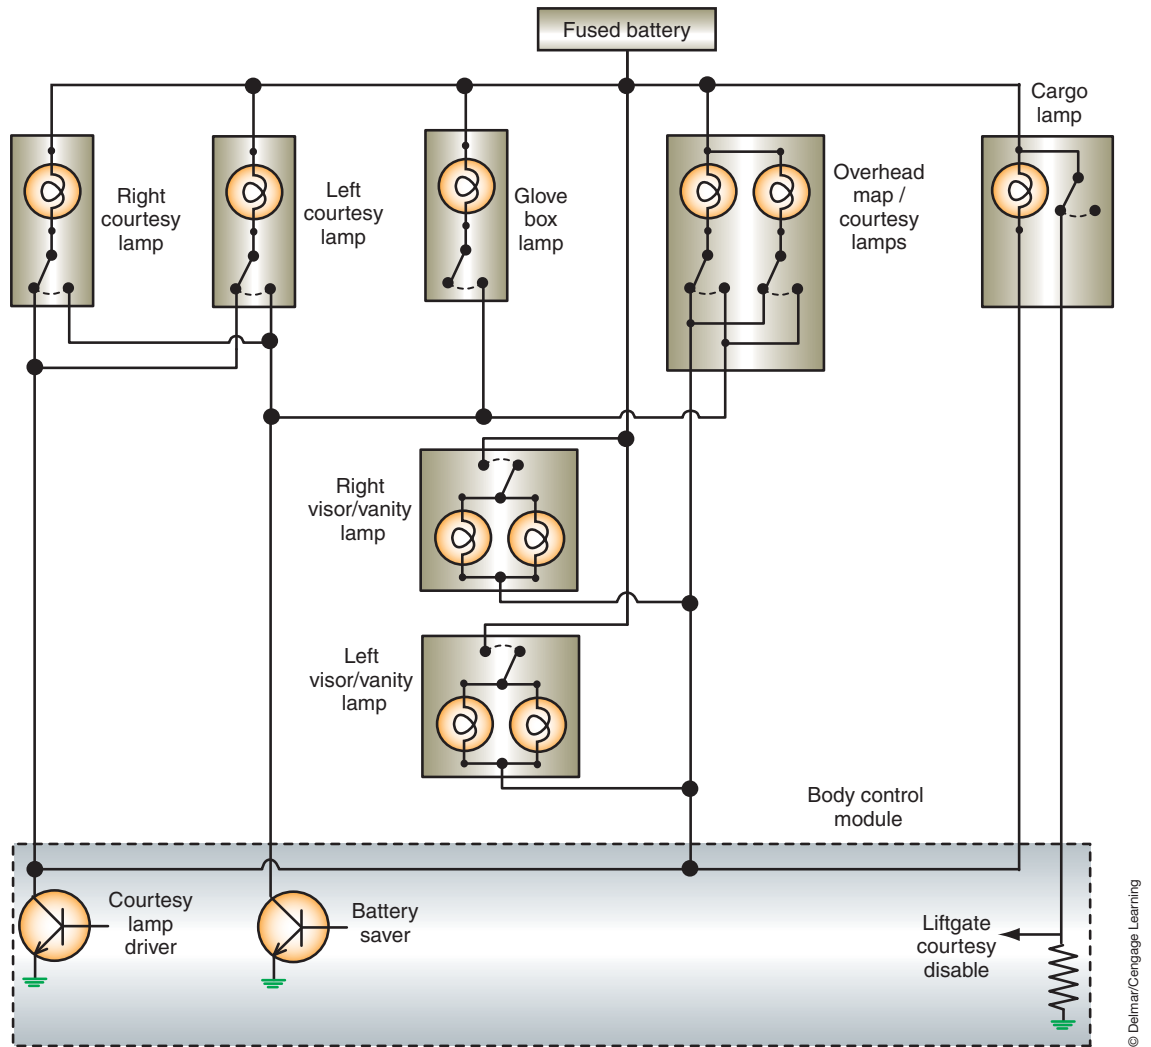 Fused battery
Cargo
lamp
Right
courtesy
lamp
Left
courtesy
lamp
Glove
box
lamp
Overhead
map /
courtesy
lamps
Right
visor/vanity
lamp
Left
visor/vanity
lamp
Body control
module
Courtesy
lamp
driver
Battery
saver
Liftgate
courtesy
disable
© Delmar/Cengage Learning